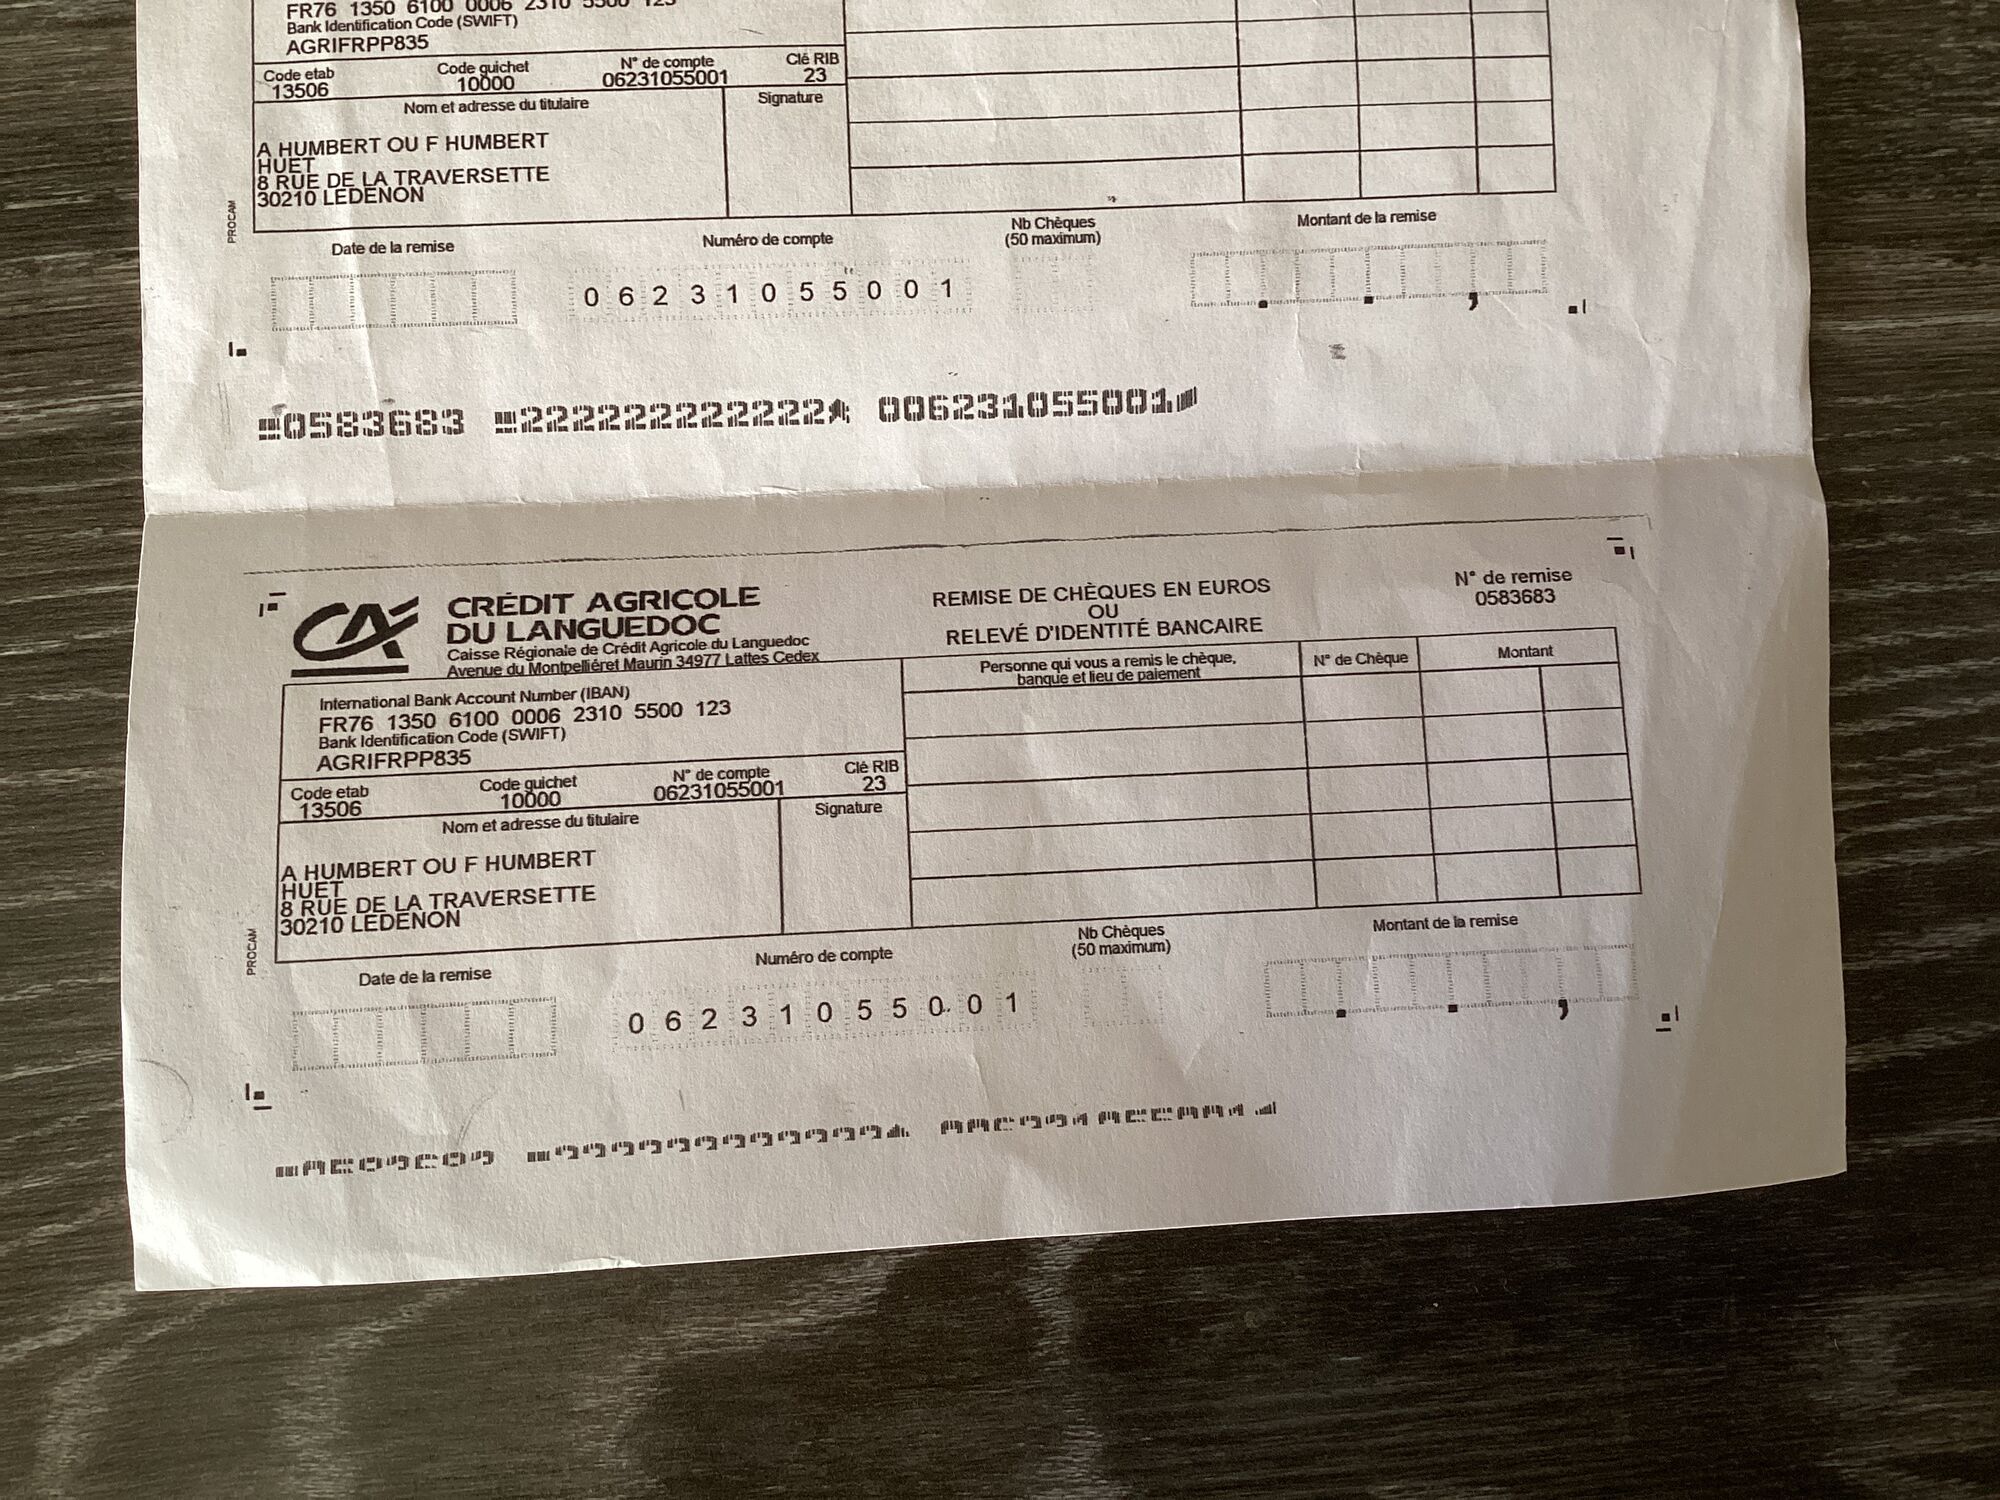 FR76 1350 6100 0006 2310 5500 123
Bank Identification Code (SWIFT)
AGRIFRPP835
Code etab Code guichet N° de compte Clé RIB
13506 10000 06231055001 23
Nom et adresse du titulaire Signature
A HUMBERT OU F HUMBERT
HUET
8 RUE DE LA TRAVERSETTE
30210 LEDENON
PROCAM
Date de la remise Numéro de compte Nb Chèques (50 maximum) Montant de la remise
0 6 2 3 1 0 5 5 0 0 1
0583683 222222222222 006231055001
CA
CRÉDIT AGRICOLE
DU LANGUEDOC
Caisse Régionale de Crédit Agricole du Languedoc
Avenue du Montpelliéret Maurin 34977 Lattes Cedex
REMISE DE CHÈQUES EN EUROS
OU
RELEVÉ D'IDENTITÉ BANCAIRE
N° de remise
0583683
Personne qui vous a remis le chèque,
banque et lieu de paiement
N° de Chèque Montant
International Bank Account Number (IBAN)
FR76 1350 6100 0006 2310 5500 123
Bank Identification Code (SWIFT)
AGRIFRPP835
Code etab Code guichet N° de compte Clé RIB
13506 10000 06231055001 23
Nom et adresse du titulaire Signature
A HUMBERT OU F HUMBERT
HUET
8 RUE DE LA TRAVERSETTE
30210 LEDENON
PROCAM
Date de la remise Numéro de compte Nb Chèques (50 maximum) Montant de la remise
0 6 2 3 1 0 5 5 0 0 1